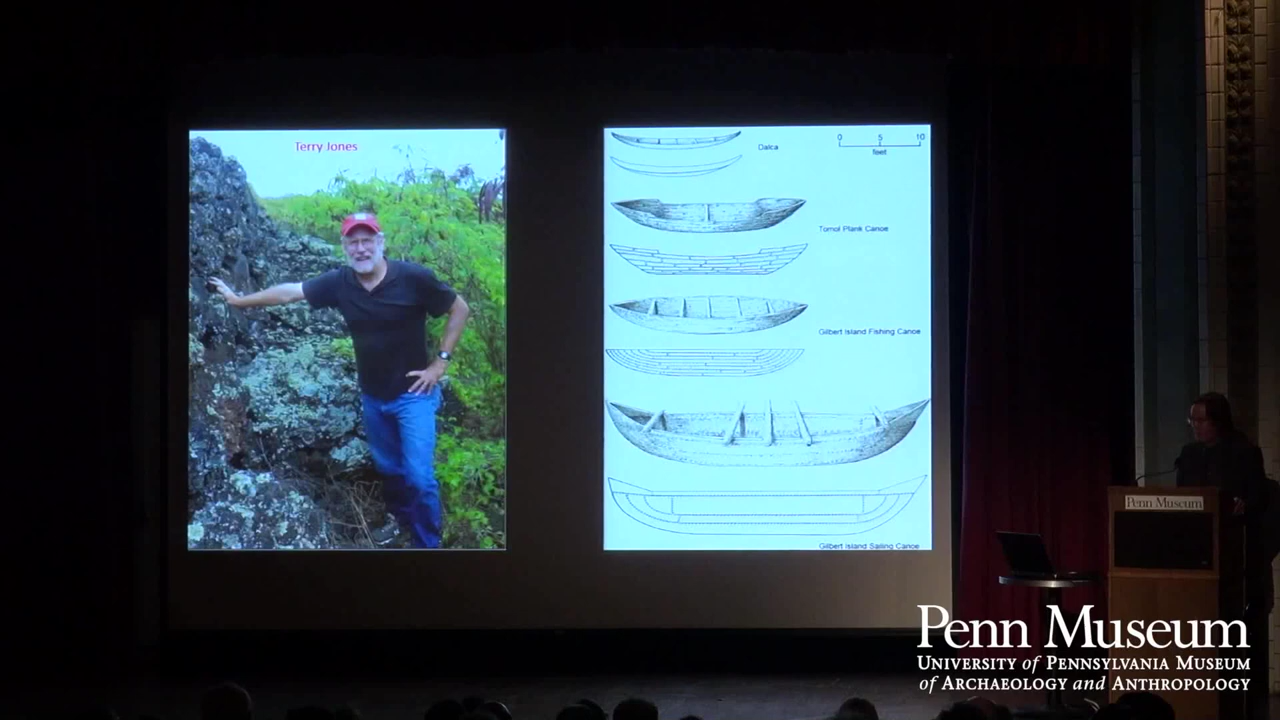 Terry Jones
0 5 10
feet
Dalca
Tomol Plank Canoe
Gilbert Island Fishing Canoe
Gilbert Island Sailing Canoe
Penn Museum
Penn Museum
University of Pennsylvania Museum
of Archaeology and Anthropology